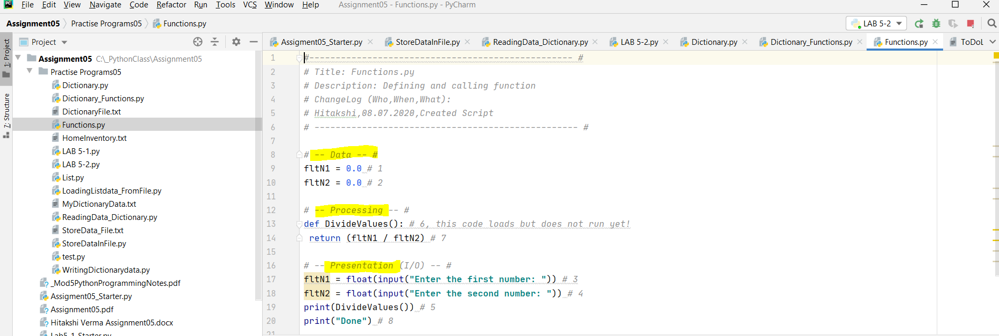 PC File Edit View Navigate Code Refactor Run Tools VCS Window Help Assignment05 - Functions.py - PyCharm
Assignment05 Practise Programs05 Functions.py LAB 5-2
1: Project
Z: Structure
Project
Assigment05_Starter.py StoreDataInFile.py ReadingData_Dictionary.py LAB 5-2.py Dictionary.py Dictionary_Functions.py Functions.py ToDoL
Assignment05 C:\_PythonClass\Assignment05
Practise Programs05
Dictionary.py
Dictionary_Functions.py
DictionaryFile.txt
Functions.py
HomeInventory.txt
LAB 5-1.py
LAB 5-2.py
List.py
LoadingListdata_FromFile.py
MyDictionaryData.txt
ReadingData_Dictionary.py
StoreData_File.txt
StoreDataInFile.py
test.py
WritingDictionarydata.py
_Mod5PythonProgrammingNotes.pdf
Assigment05_Starter.py
Assignment05.pdf
Hitakshi Verma Assignment05.docx
Lab5-1_Starter.py
1 #-------------------------------------------------- #
2 # Title: Functions.py
3 # Description: Defining and calling function
4 # ChangeLog (Who,When,What):
5 # Hitakshi,08.07.2020,Created Script
6 # -------------------------------------------------- #
7
8 # -- Data -- #
9 fltN1 = 0.0 # 1
10 fltN2 = 0.0 # 2
11
12 # -- Processing -- #
13 def DivideValues(): # 6, this code loads but does not run yet!
14 return (fltN1 / fltN2) # 7
15
16 # -- Presentation (I/O) -- #
17 fltN1 = float(input("Enter the first number: ")) # 3
18 fltN2 = float(input("Enter the second number: ")) # 4
19 print(DivideValues()) # 5
20 print("Done") # 8
21